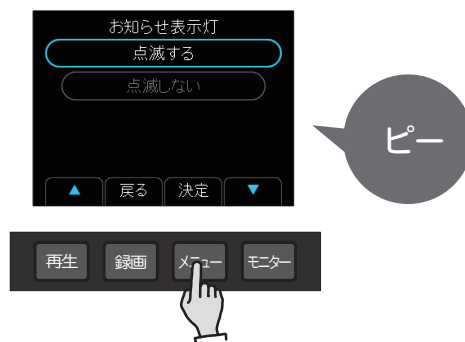 お知らせ表示灯
点滅する
点滅しない
▲ 戻る 決定 ▼
ピー
再生 録画 メニュー モニター